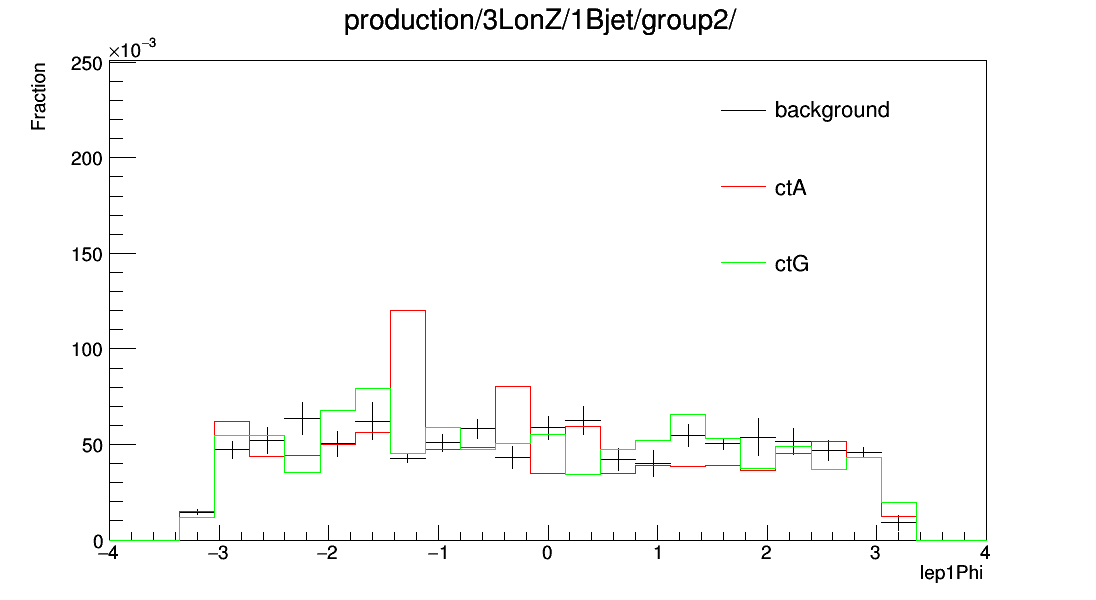 production/3LonZ/1Bjet/group2/
×10⁻³
250
200
150
100
50
0
Fraction
background
ctA
ctG
−4 −3 −2 −1 0 1 2 3 4
lep1Phi